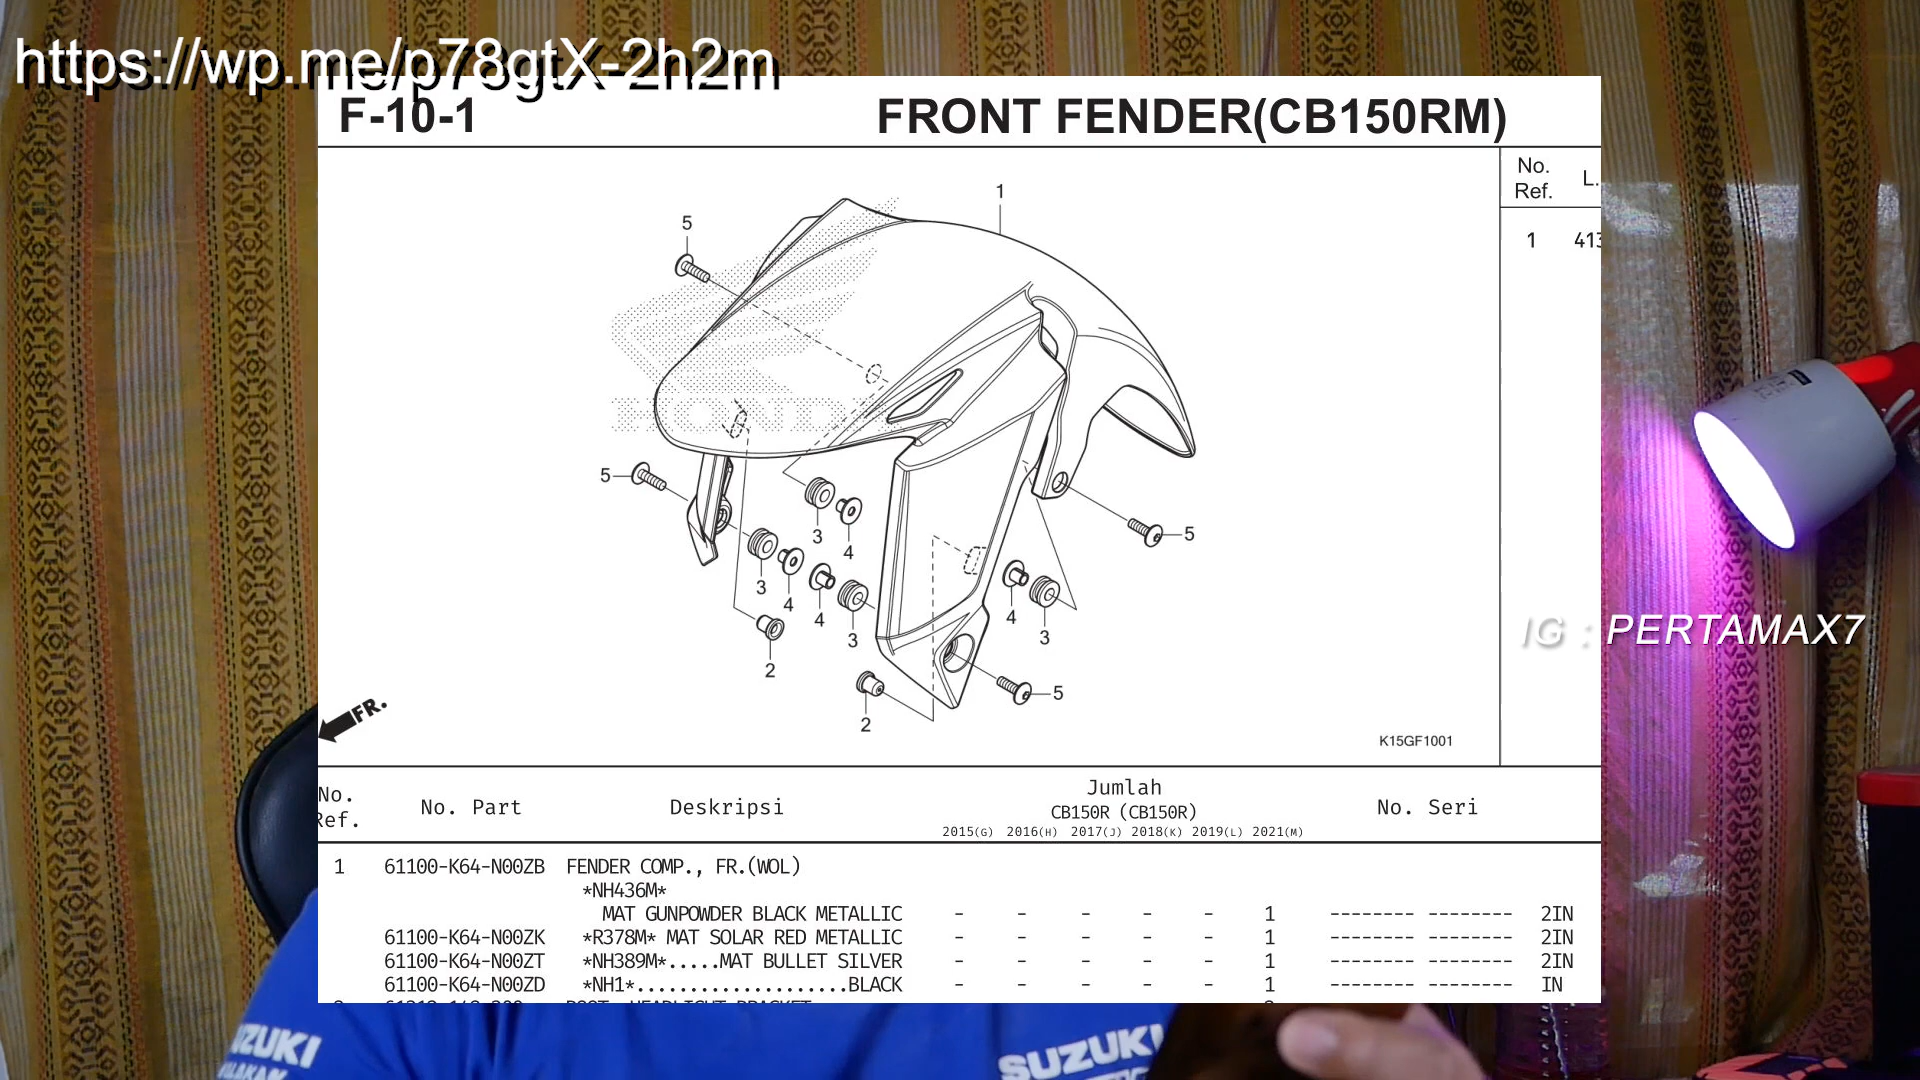 https://wp.me/p78gtX-2h2m
F-10-1
FRONT FENDER(CB150RM)
No.
Ref.
L.
1
1
5
5
5
5
3
4
3
4
4
3
4
3
2
2
HONDA
FR.
K15GF1001
IG : PERTAMAX7
No.
Ref.
No. Part
Deskripsi
Jumlah
CB150R (CB150R)
2015(G) 2016(H) 2017(J) 2018(K) 2019(L) 2021(M)
No. Seri
1 61100-K64-N00ZB FENDER COMP., FR.(WOL)
*NH436M*
MAT GUNPOWDER BLACK METALLIC - - - - - 1 -------- -------- 2IN
61100-K64-N00ZK *R378M* MAT SOLAR RED METALLIC - - - - - 1 -------- -------- 2IN
61100-K64-N00ZT *NH389M*.....MAT BULLET SILVER - - - - - 1 -------- -------- 2IN
61100-K64-N00ZD *NH1*....................BLACK - - - - - 1 -------- -------- IN
SUZUKI
SUZUKI